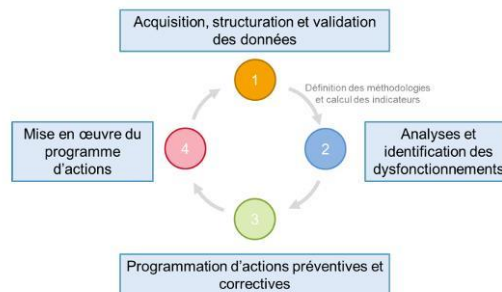 Acquisition, structuration et validation
des données
1
Définition des méthodologies
et calcul des indicateurs
Mise en œuvre du
programme
d’actions
4
2
Analyses et
identification des
dysfonctionnements
3
Programmation d’actions préventives et
correctives